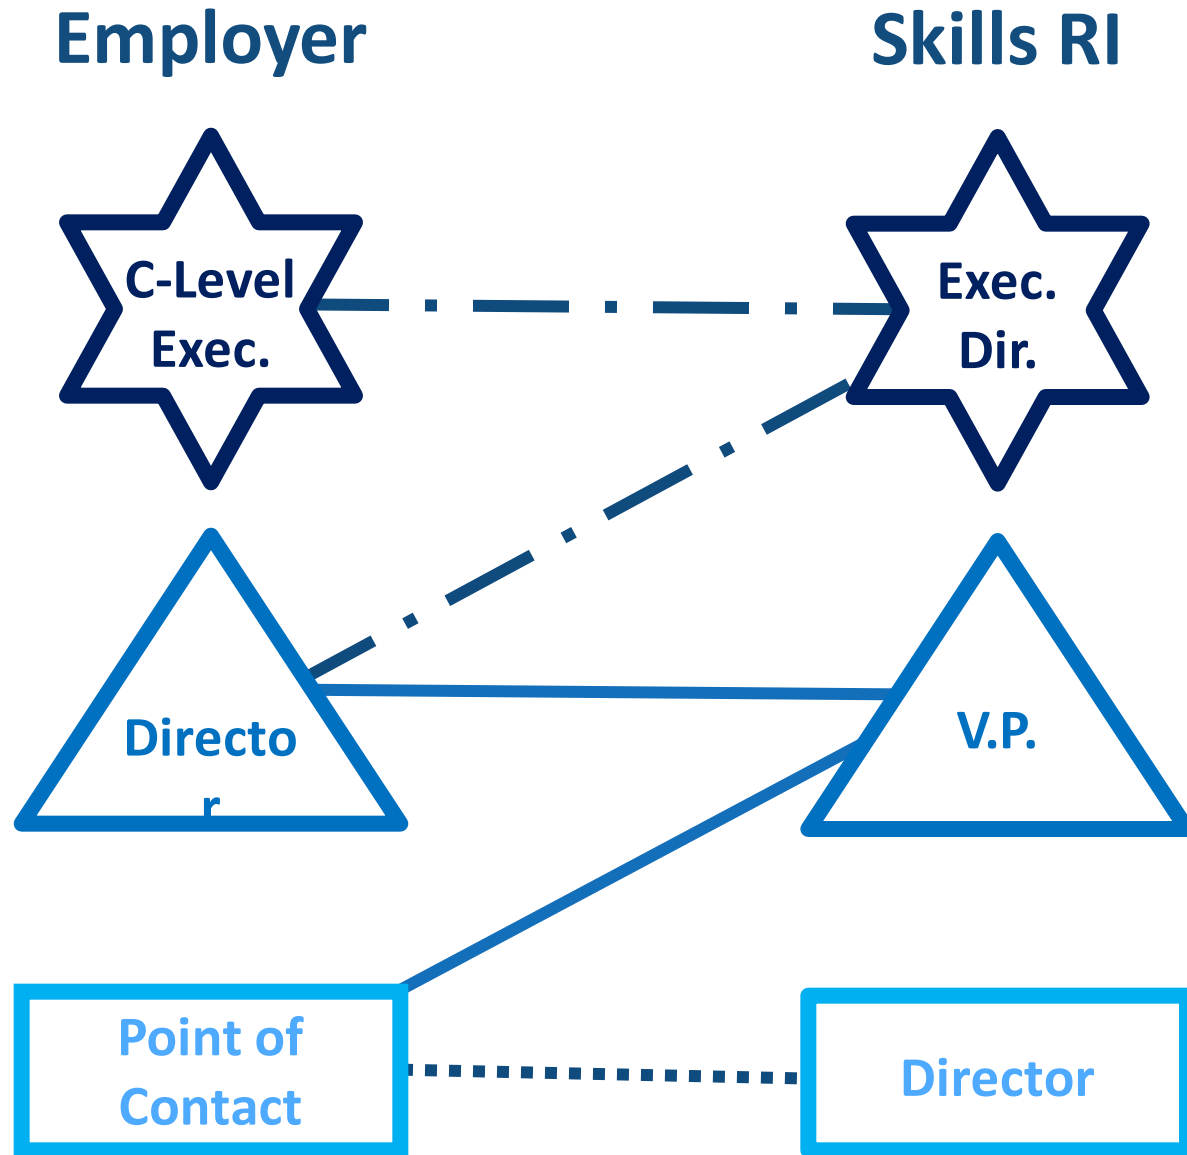 Employer
Skills RI
C-Level
Exec.
Exec.
Dir.
Directo
r
V.P.
Point of
Contact
Director